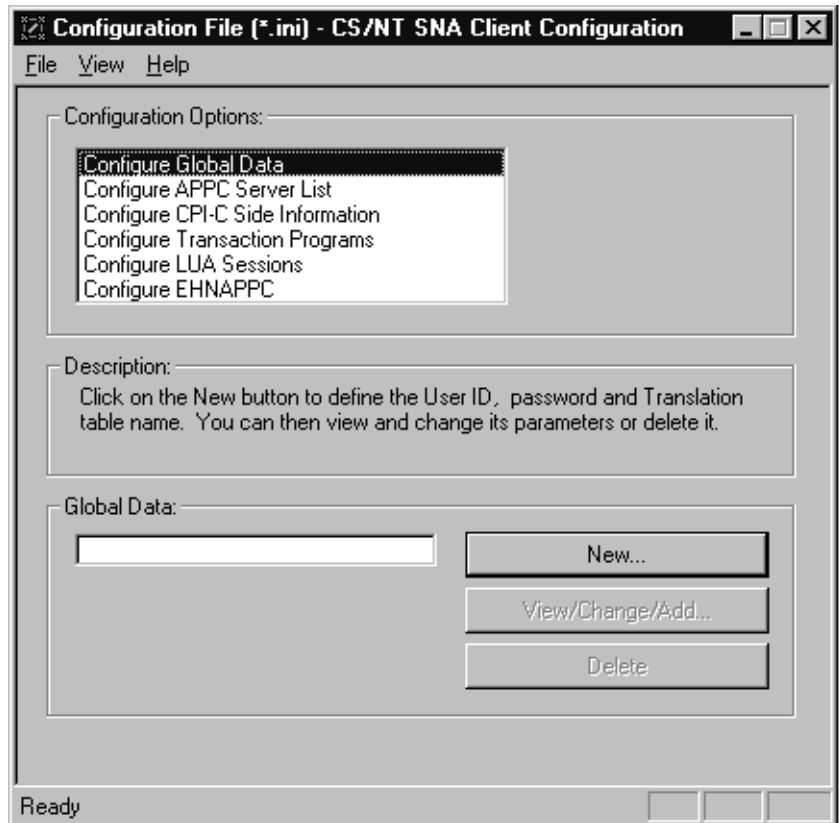 Configuration File (*.ini) - CS/NT SNA Client Configuration
File View Help
Configuration Options:
Configure Global Data
Configure APPC Server List
Configure CPI-C Side Information
Configure Transaction Programs
Configure LUA Sessions
Configure EHNAPPC
Description:
Click on the New button to define the User ID, password and Translation
table name. You can then view and change its parameters or delete it.
Global Data:
New...
View/Change/Add...
Delete
Ready